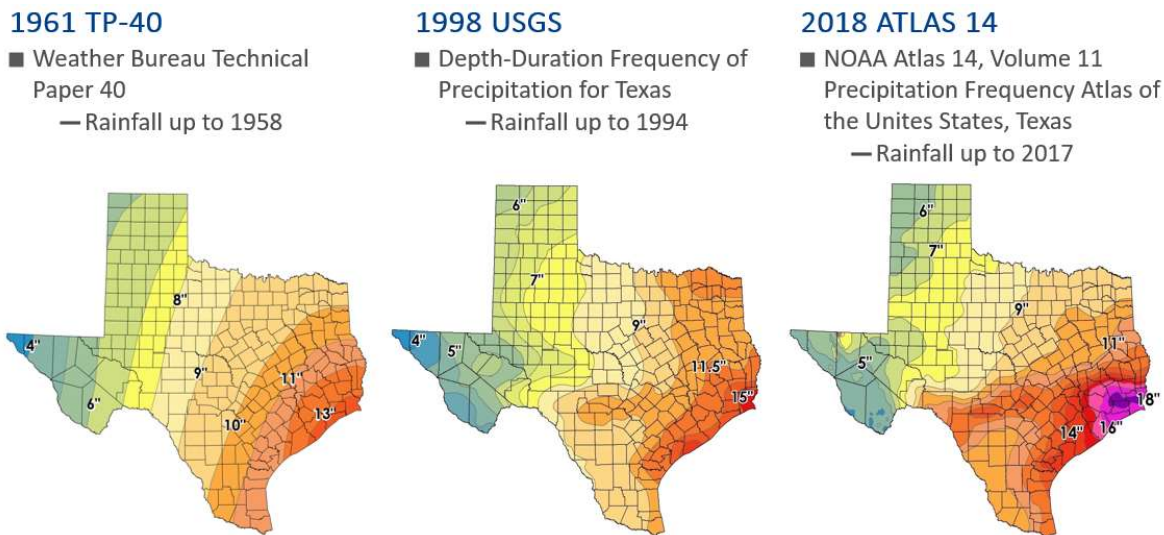 1961 TP-40
■ Weather Bureau Technical
Paper 40
— Rainfall up to 1958
4"
6"
8"
9"
10"
11"
13"
1998 USGS
■ Depth-Duration Frequency of
Precipitation for Texas
— Rainfall up to 1994
6"
7"
4"
5"
9"
11.5"
15"
2018 ATLAS 14
■ NOAA Atlas 14, Volume 11
Precipitation Frequency Atlas of
the Unites States, Texas
— Rainfall up to 2017
6"
7"
9"
5"
11"
18"
16"
14"